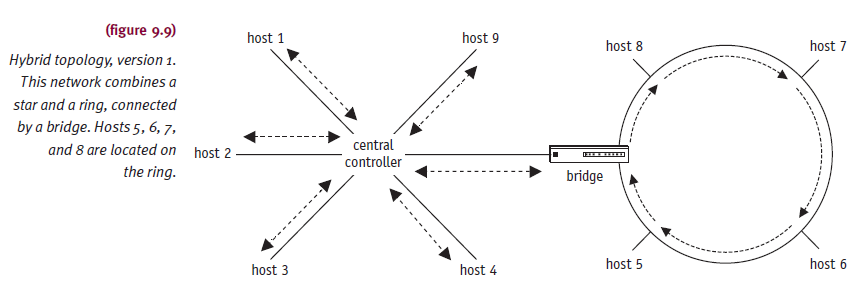 (figure 9.9)
Hybrid topology, version 1.
This network combines a
star and a ring, connected
by a bridge. Hosts 5, 6, 7,
and 8 are located on
the ring.
host 1
host 9
host 8
host 7
host 2
central
controller
bridge
host 3
host 4
host 5
host 6